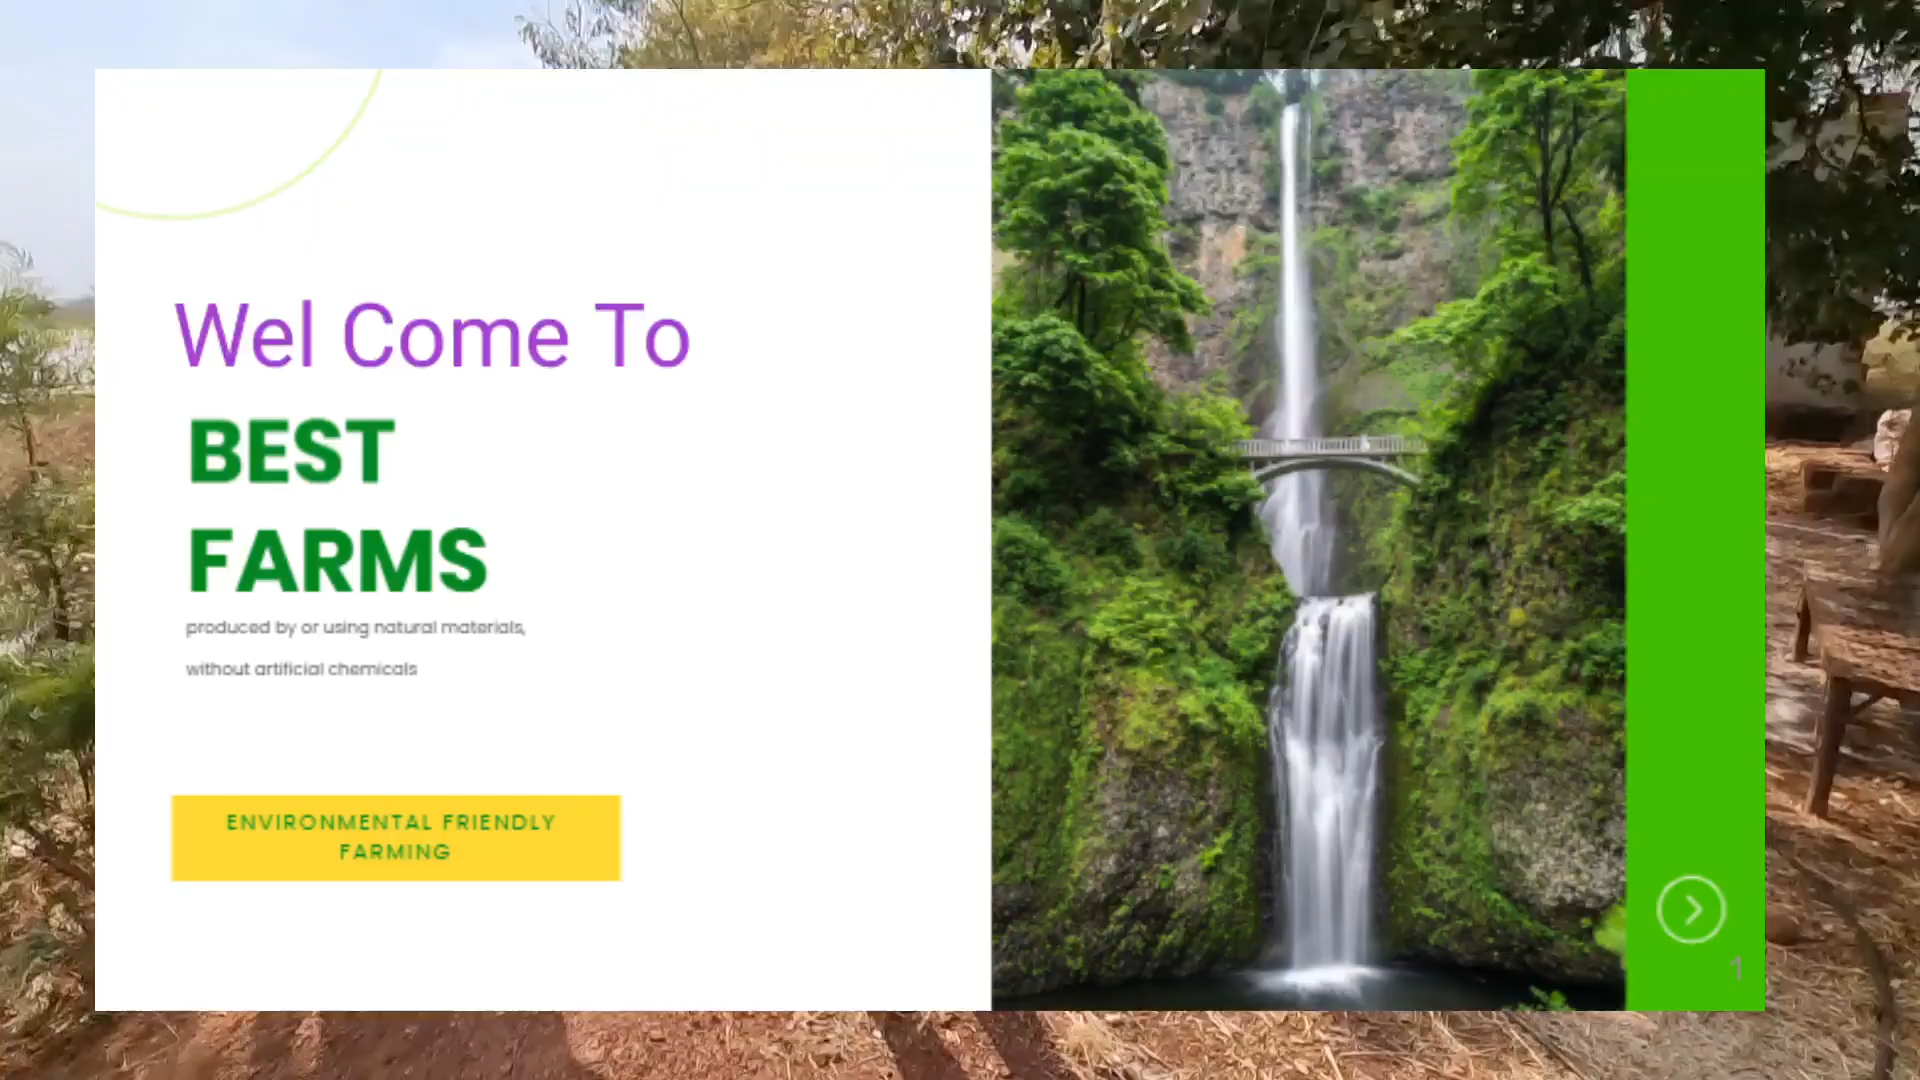 Wel Come To
BEST
FARMS
produced by or using natural materials,
without artificial chemicals
ENVIRONMENTAL FRIENDLY
FARMING
1